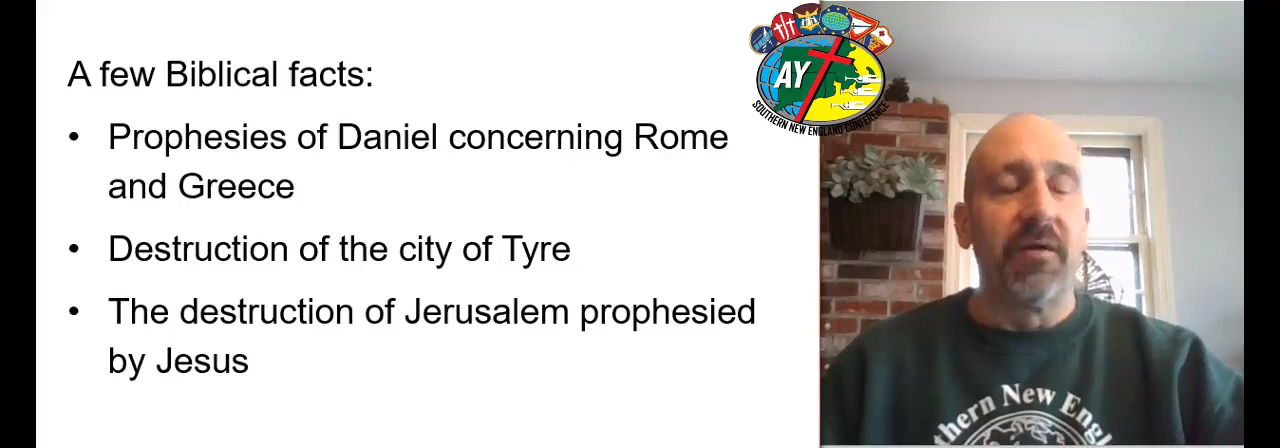 A few Biblical facts:
• Prophesies of Daniel concerning Rome
and Greece
• Destruction of the city of Tyre
• The destruction of Jerusalem prophesied
by Jesus
AY
SOUTHERN NEW ENGLAND CONFERENCE
thern New Engl